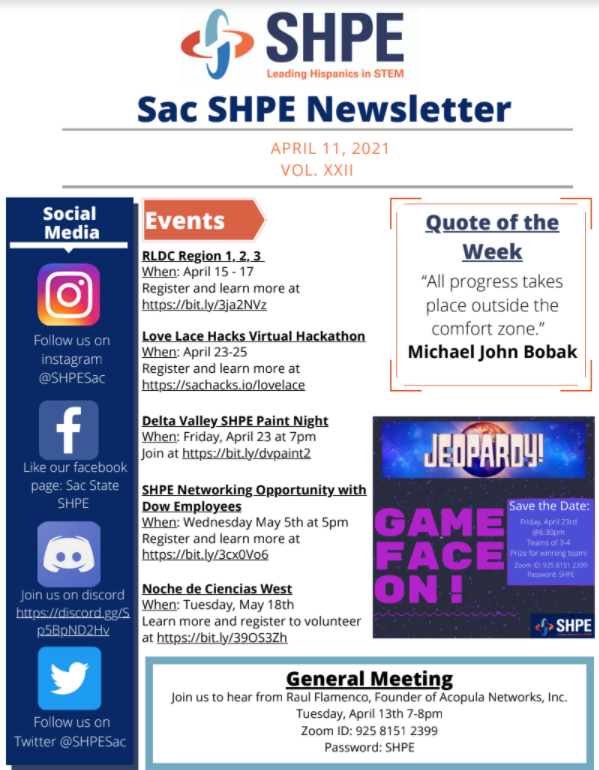 SHPE
Leading Hispanics in STEM
Sac SHPE Newsletter
APRIL 11, 2021
VOL. XXII
Social
Media
Follow us on
instagram
@SHPESac
Like our facebook
page: Sac State
SHPE
Join us on discord
https://discord.gg/S
p5BpND2Hv
Follow us on
Twitter @SHPESac
Events
RLDC Region 1, 2, 3
When: April 15 - 17
Register and learn more at
https://bit.ly/3ja2NVz
Love Lace Hacks Virtual Hackathon
When: April 23-25
Register and learn more at
https://sachacks.io/lovelace
Delta Valley SHPE Paint Night
When: Friday, April 23 at 7pm
Join at https://bit.ly/dvpaint2
SHPE Networking Opportunity with
Dow Employees
When: Wednesday May 5th at 5pm
Register and learn more at
https://bit.ly/3cx0Vo6
Noche de Ciencias West
When: Tuesday, May 18th
Learn more and register to volunteer
at https://bit.ly/39OS3Zh
Quote of the
Week
“All progress takes
place outside the
comfort zone.”
Michael John Bobak
JEOPARDY!
GAME
FACE
ON!
Save the Date:
Friday, April 23rd
@6:30pm
Teams of 3-4
Prize for winning team!
Zoom ID: 925 8151 2399
Password: SHPE
SHPE
Leading Hispanics in STEM
General Meeting
Join us to hear from Raul Flamenco, Founder of Acopula Networks, Inc.
Tuesday, April 13th 7-8pm
Zoom ID: 925 8151 2399
Password: SHPE